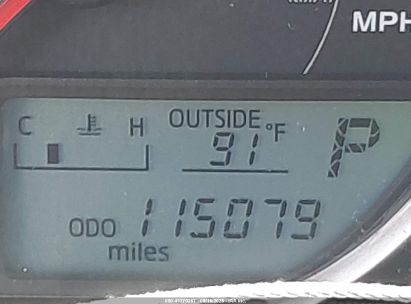 MPH
OUTSIDE
C H 91 °F P
ODO 115079
miles